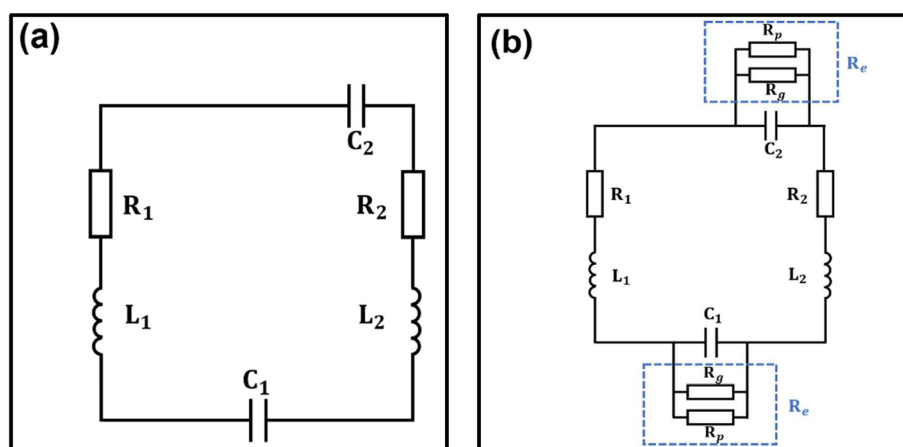 (a)
C₂
R₁
R₂
L₁
L₂
C₁
(b)
Rₚ
R_g
Rₑ
C₂
R₁
R₂
L₁
L₂
C₁
R_g
Rₚ
Rₑ